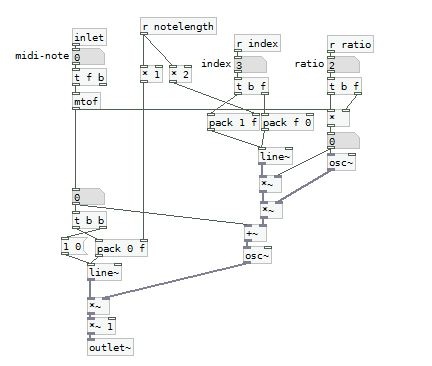 r notelength
inlet
r index
r ratio
midi-note 0
index 3
ratio 2
t f b
* 1
* 2
t b f
t b f
mtof
pack 1 f
pack f 0
*
0
line~
osc~
*~
*~
0
t b b
+~
1 0
pack 0 f
osc~
line~
*~
*~ 1
outlet~